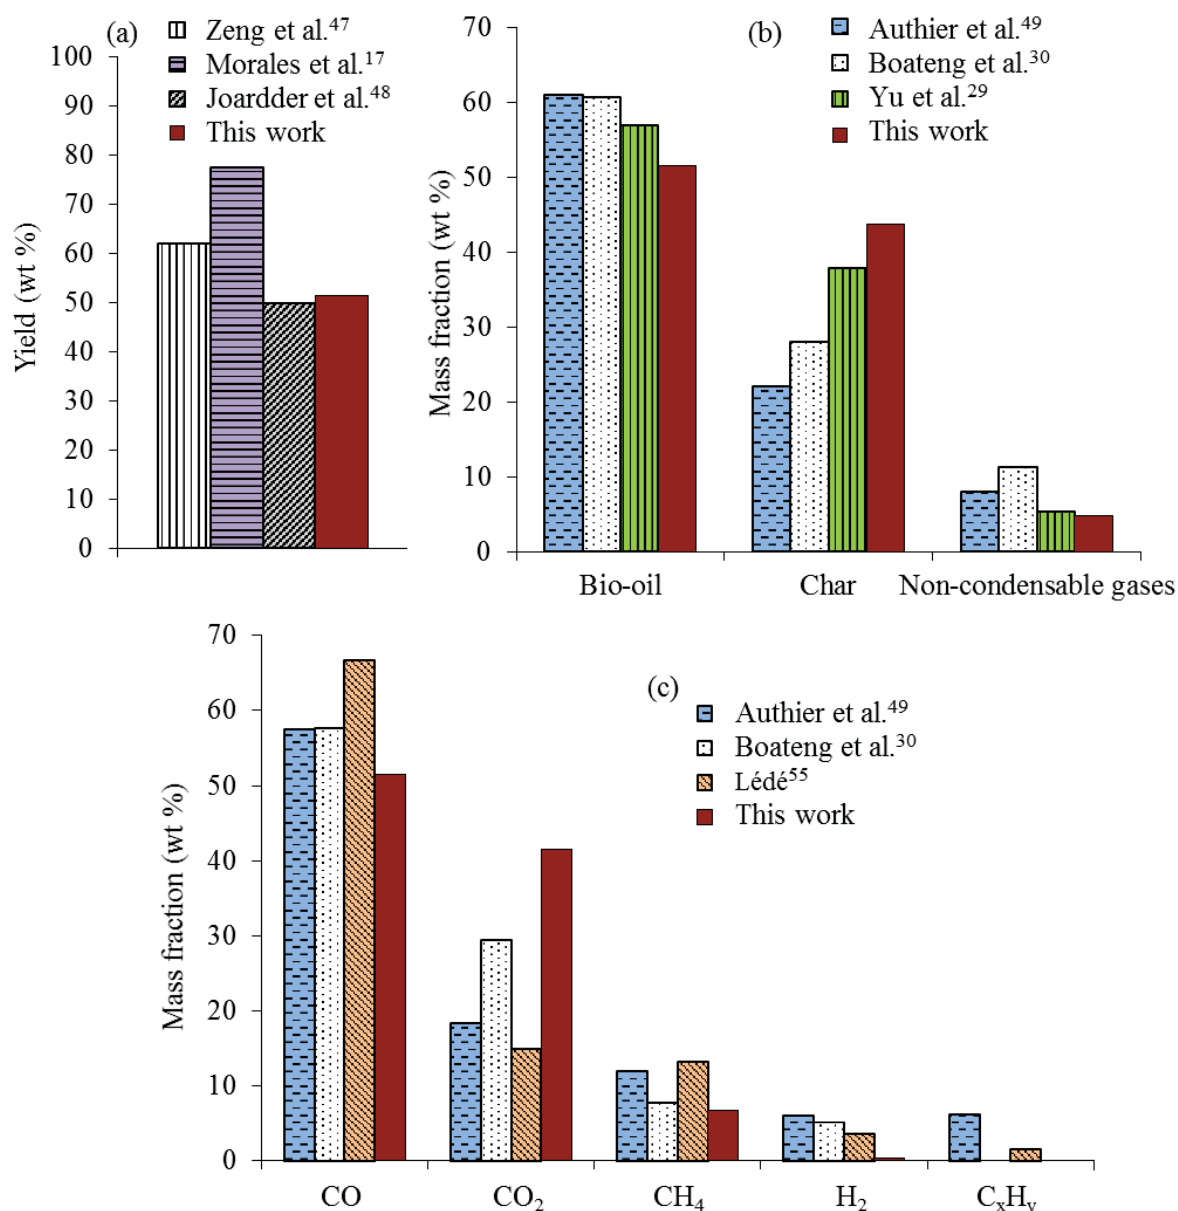 (a)
Zeng et al.47
Morales et al.17
Joardder et al.48
This work
Yield (wt %)
100
90
80
70
60
50
40
30
20
10
0
(b)
Authier et al.49
Boateng et al.30
Yu et al.29
This work
Mass fraction (wt %)
70
60
50
40
30
20
10
0
Bio-oil Char Non-condensable gases
(c)
Authier et al.49
Boateng et al.30
Lédé55
This work
Mass fraction (wt %)
70
60
50
40
30
20
10
0
CO CO2 CH4 H2 CxHy